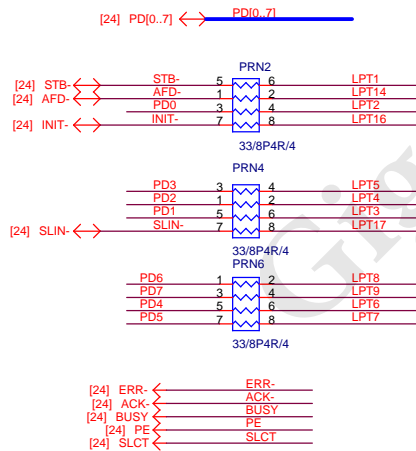 [24] PD[0..7] PD[0..7]
PRN2
[24] STB- STB- 5 6 LPT1
[24] AFD- AFD- 1 2 LPT14
PD0 3 4 LPT2
[24] INIT- INIT- 7 8 LPT16
33/8P4R/4
PRN4
PD3 3 4 LPT5
PD2 1 2 LPT4
PD1 5 6 LPT3
[24] SLIN- SLIN- 7 8 LPT17
33/8P4R/4
PRN6
PD6 1 2 LPT8
PD7 3 4 LPT9
PD4 5 6 LPT6
PD5 7 8 LPT7
33/8P4R/4
[24] ERR- ERR-
[24] ACK- ACK-
[24] BUSY BUSY
[24] PE PE
[24] SLCT SLCT
Gig